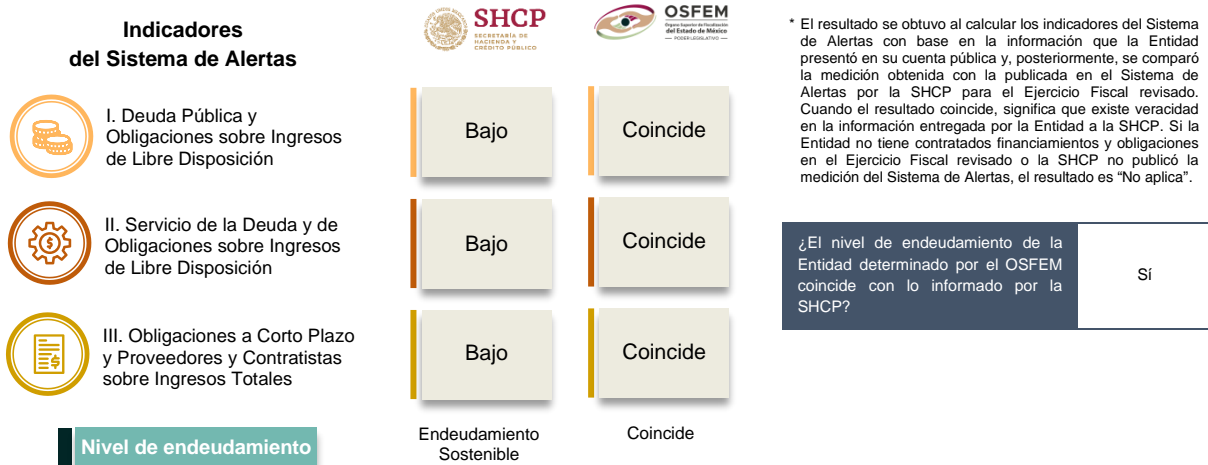 Indicadores
del Sistema de Alertas
SHCP
SECRETARÍA DE
HACIENDA Y
CRÉDITO PÚBLICO
OSFEM
Órgano Superior de Fiscalización
del Estado de México
PODER LEGISLATIVO
I. Deuda Pública y
Obligaciones sobre Ingresos
de Libre Disposición
Bajo
Coincide
II. Servicio de la Deuda y de
Obligaciones sobre Ingresos
de Libre Disposición
Bajo
Coincide
III. Obligaciones a Corto Plazo
y Proveedores y Contratistas
sobre Ingresos Totales
Bajo
Coincide
Nivel de endeudamiento
Endeudamiento
Sostenible
Coincide
* El resultado se obtuvo al calcular los indicadores del Sistema
de Alertas con base en la información que la Entidad
presentó en su cuenta pública y, posteriormente, se comparó
la medición obtenida con la publicada en el Sistema de
Alertas por la SHCP para el Ejercicio Fiscal revisado.
Cuando el resultado coincide, significa que existe veracidad
en la información entregada por la Entidad a la SHCP. Si la
Entidad no tiene contratados financiamientos y obligaciones
en el Ejercicio Fiscal revisado o la SHCP no publicó la
medición del Sistema de Alertas, el resultado es “No aplica”.
¿El nivel de endeudamiento de la
Entidad determinado por el OSFEM
coincide con lo informado por la
SHCP?
Sí